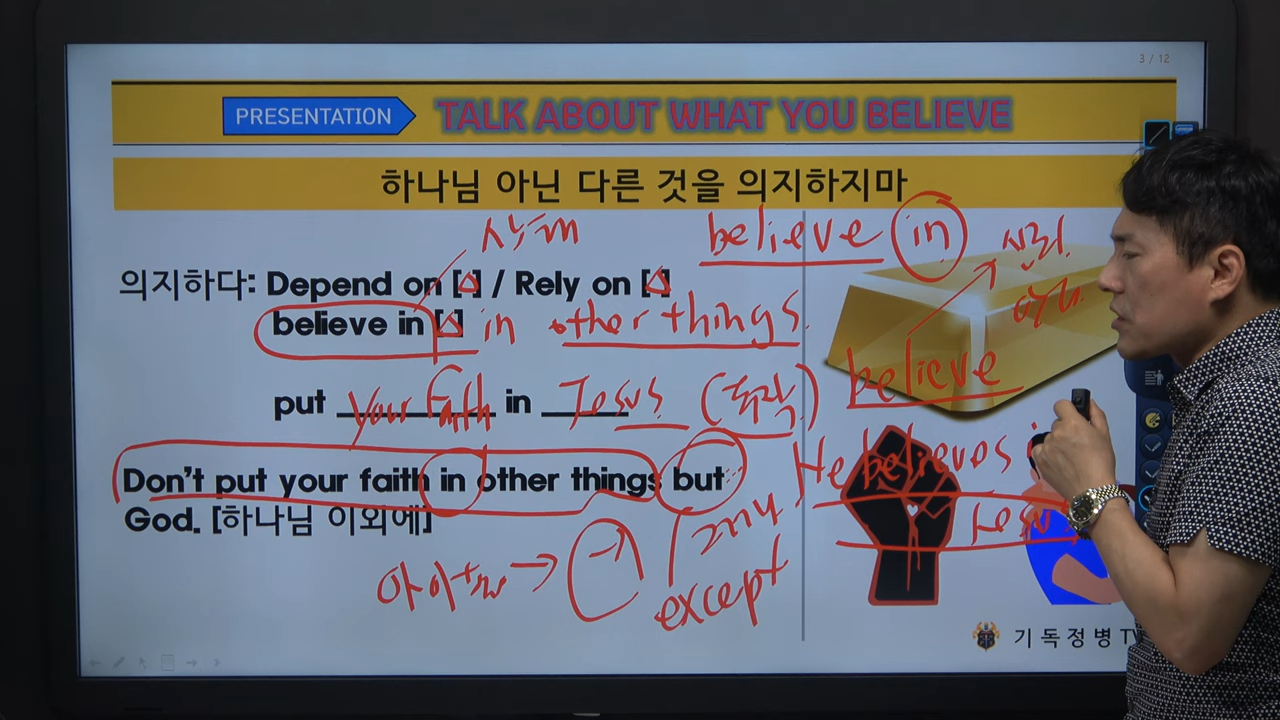 3 / 12
PRESENTATION TALK ABOUT WHAT YOU BELIEVE
하나님 아닌 다른 것을 의지하지마
believe in
의지하다: Depend on [△] / Rely on [△]
believe in [△] in other things.
believe
put your Faith in Jesus
He believes
Jesus
Don't put your faith in other things but
God. [하나님 이외에]
except
기독정병TV